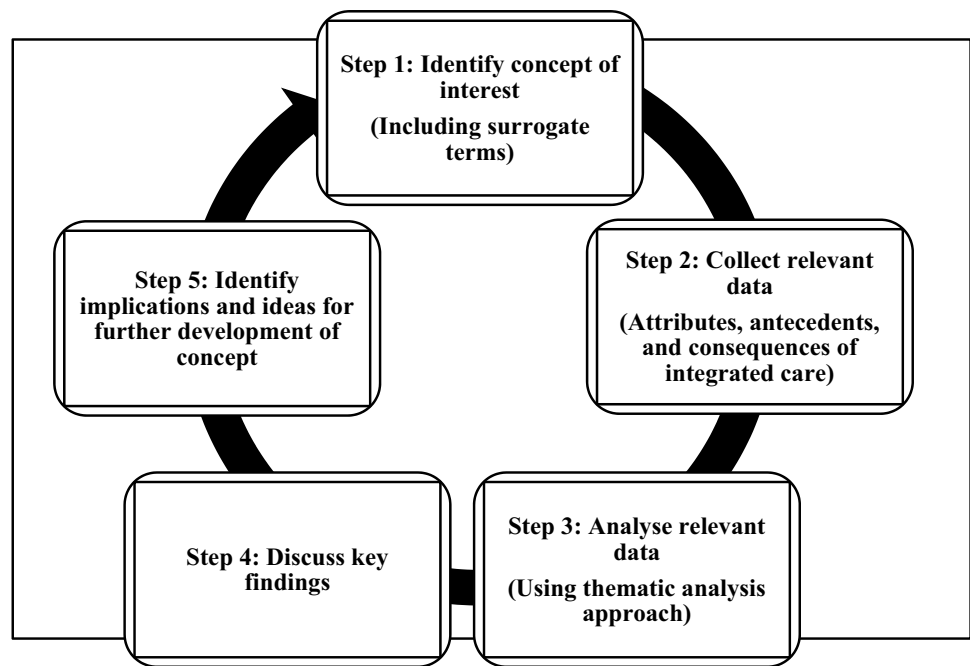 Step 1: Identify concept of
interest
(Including surrogate
terms)
Step 2: Collect relevant
data
(Attributes, antecedents,
and consequences of
integrated care)
Step 3: Analyse relevant
data
(Using thematic analysis
approach)
Step 4: Discuss key
findings
Step 5: Identify
implications and ideas for
further development of
concept